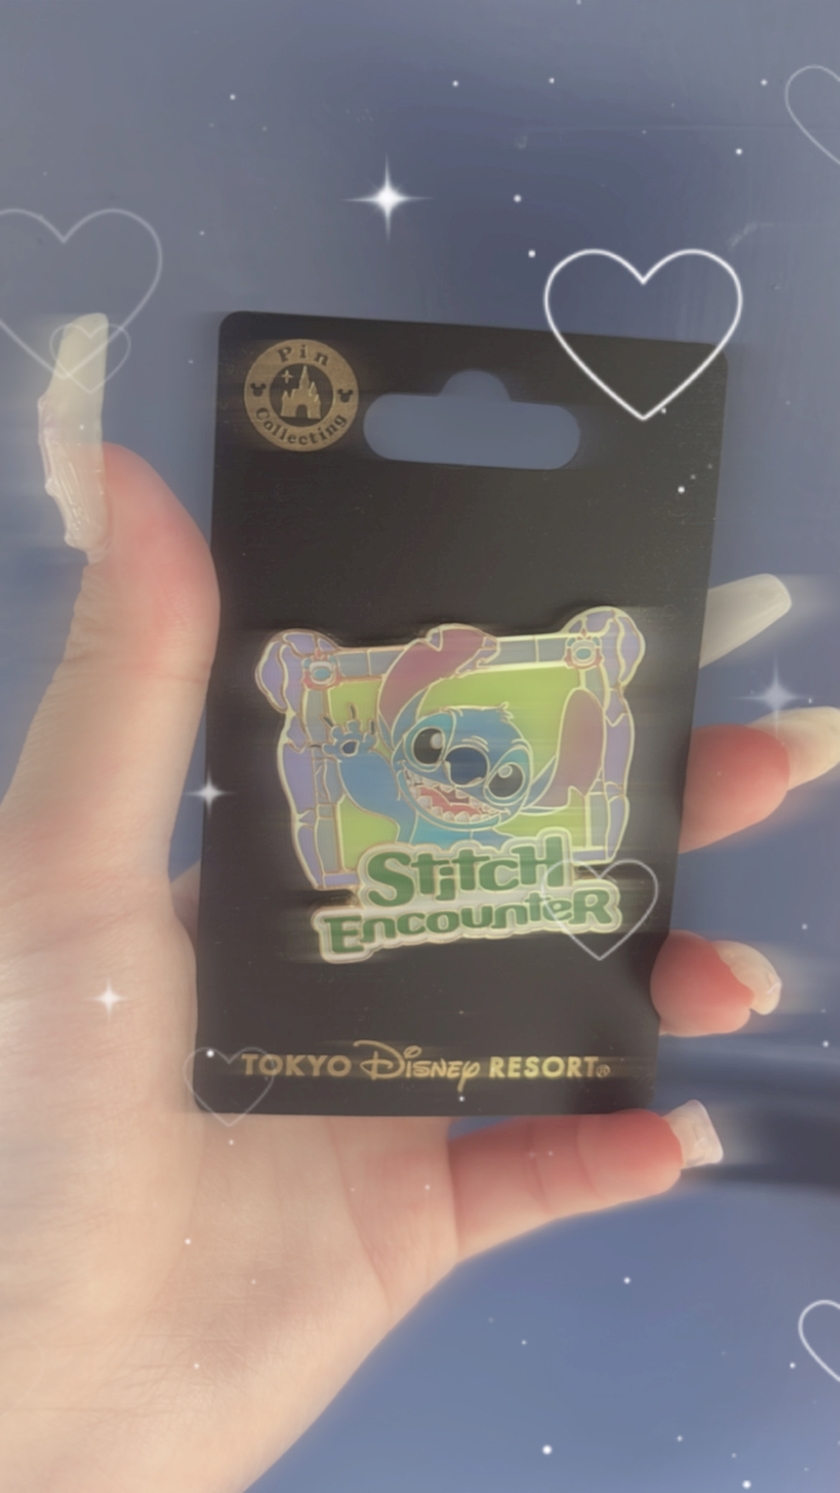 Pin
Collecting
Stitch
Encounter
TOKYO Disney RESORT®